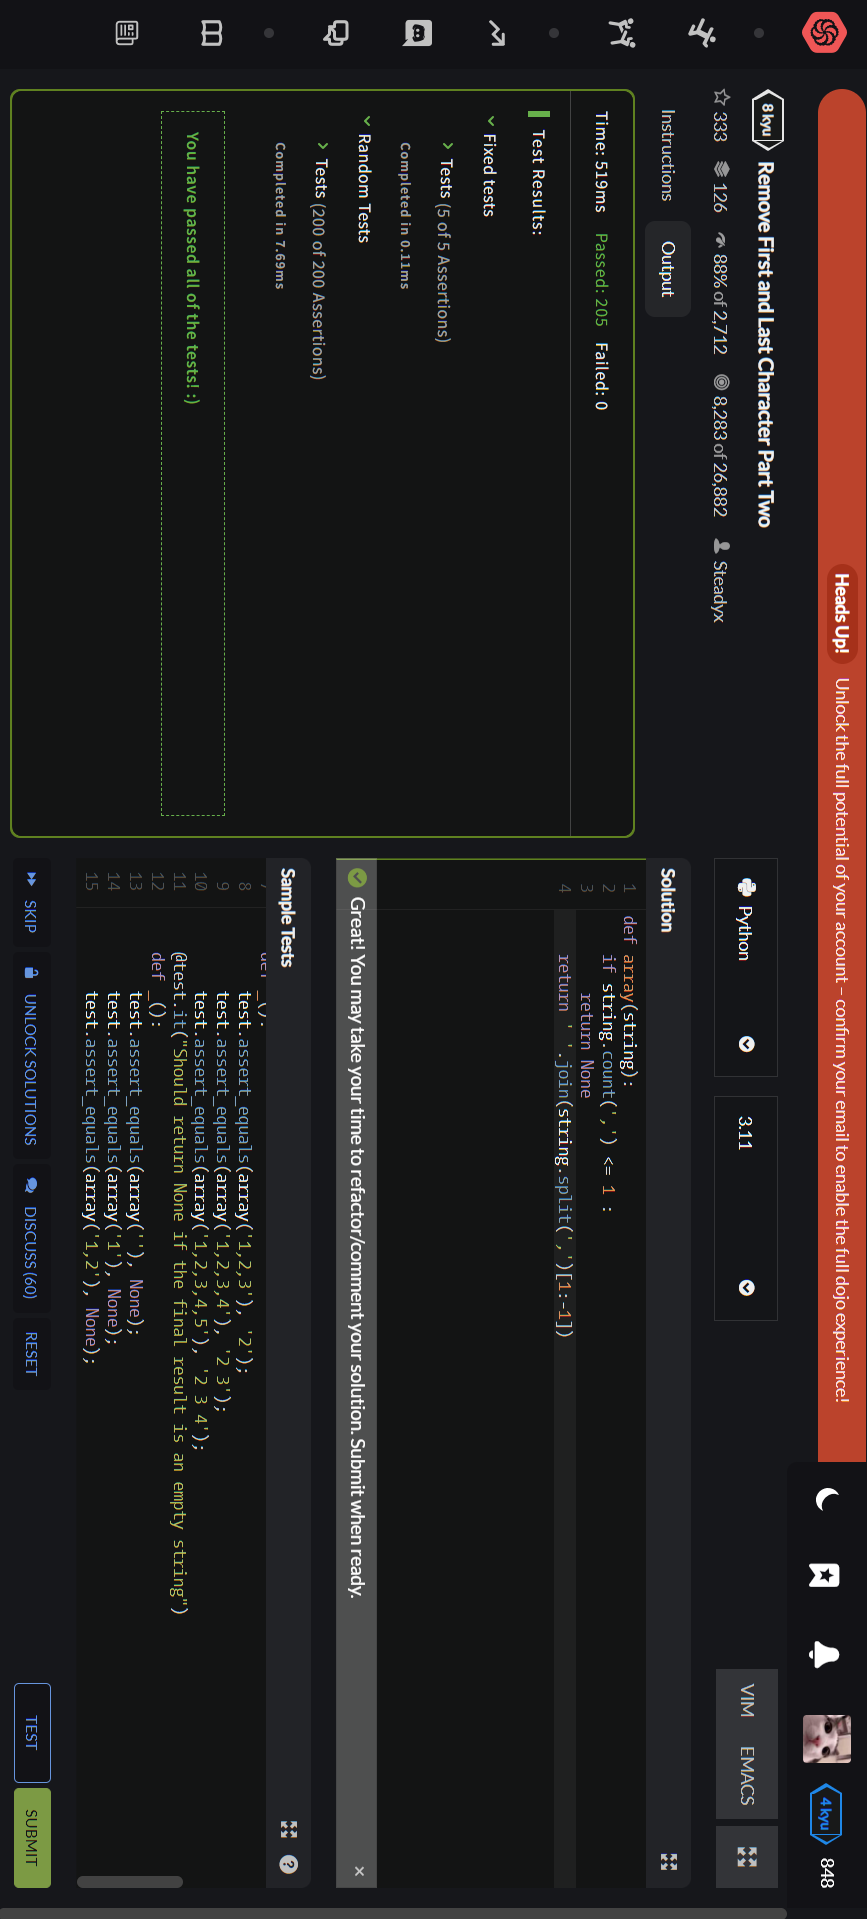 Heads Up! Unlock the full potential of your account – confirm your email to enable the full dojo experience!
4 kyu 848
8 kyu Remove First and Last Character Part Two
333 126 88% of 2,712 8,283 of 26,882 Steadyx
Python 3.11 VIM EMACS
Instructions Output
Time: 519ms Passed: 205 Failed: 0
Test Results:
Fixed tests
Tests (5 of 5 Assertions)
Completed in 0.11ms
Random Tests
Tests (200 of 200 Assertions)
Completed in 7.69ms
You have passed all of the tests! :)
Solution
1 def array(string):
2 if string.count(',') <= 1 :
3 return None
4 return ' '.join(string.split(',')[1:-1])
Great! You may take your time to refactor/comment your solution. Submit when ready. ×
Sample Tests ?
7 def _():
8 test.assert_equals(array('1,2,3'), '2');
9 test.assert_equals(array('1,2,3,4'), '2 3');
10 test.assert_equals(array('1,2,3,4,5'), '2 3 4');
11 @test.it("Should return None if the final result is an empty string")
12 def _():
13 test.assert_equals(array(''), None);
14 test.assert_equals(array('1'), None);
15 test.assert_equals(array('1,2'), None);
SKIP UNLOCK SOLUTIONS DISCUSS (60) RESET TEST SUBMIT